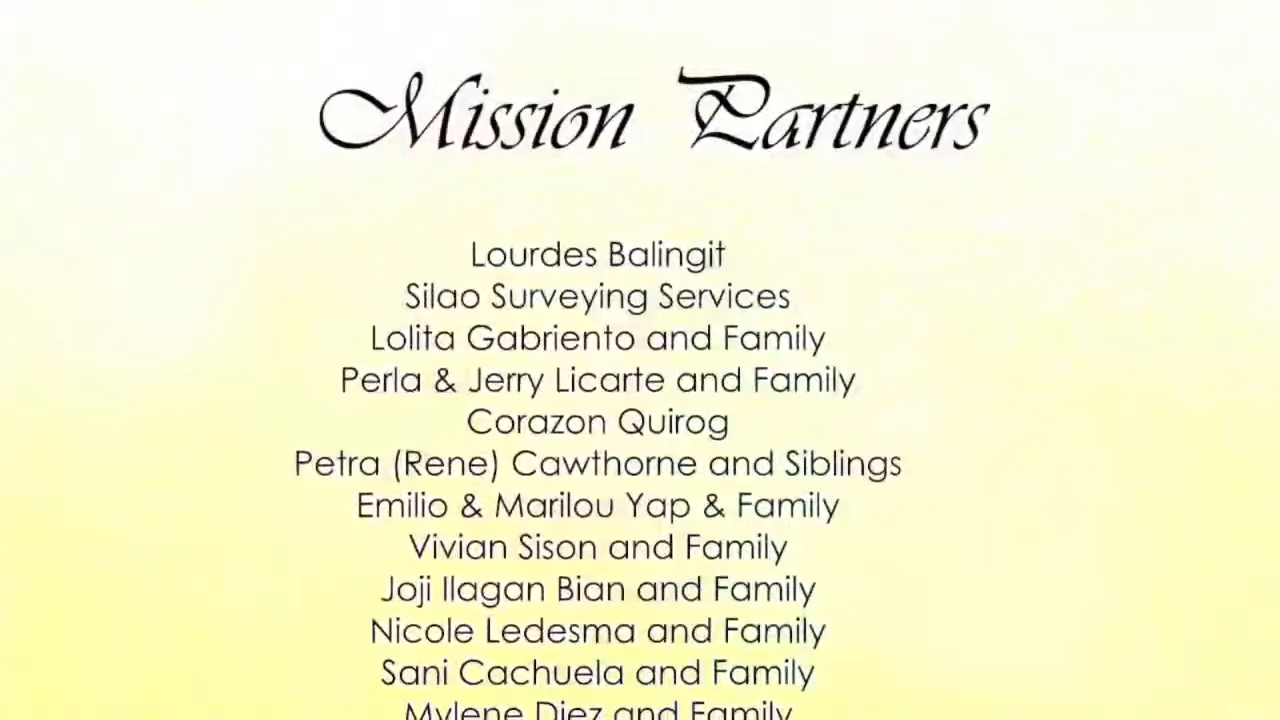 Mission Partners
Lourdes Balingit
Silao Surveying Services
Lolita Gabriento and Family
Perla & Jerry Licarte and Family
Corazon Quirog
Petra (Rene) Cawthorne and Siblings
Emilio & Marilou Yap & Family
Vivian Sison and Family
Joji Ilagan Bian and Family
Nicole Ledesma and Family
Sani Cachuela and Family
Mylene Diez and Family